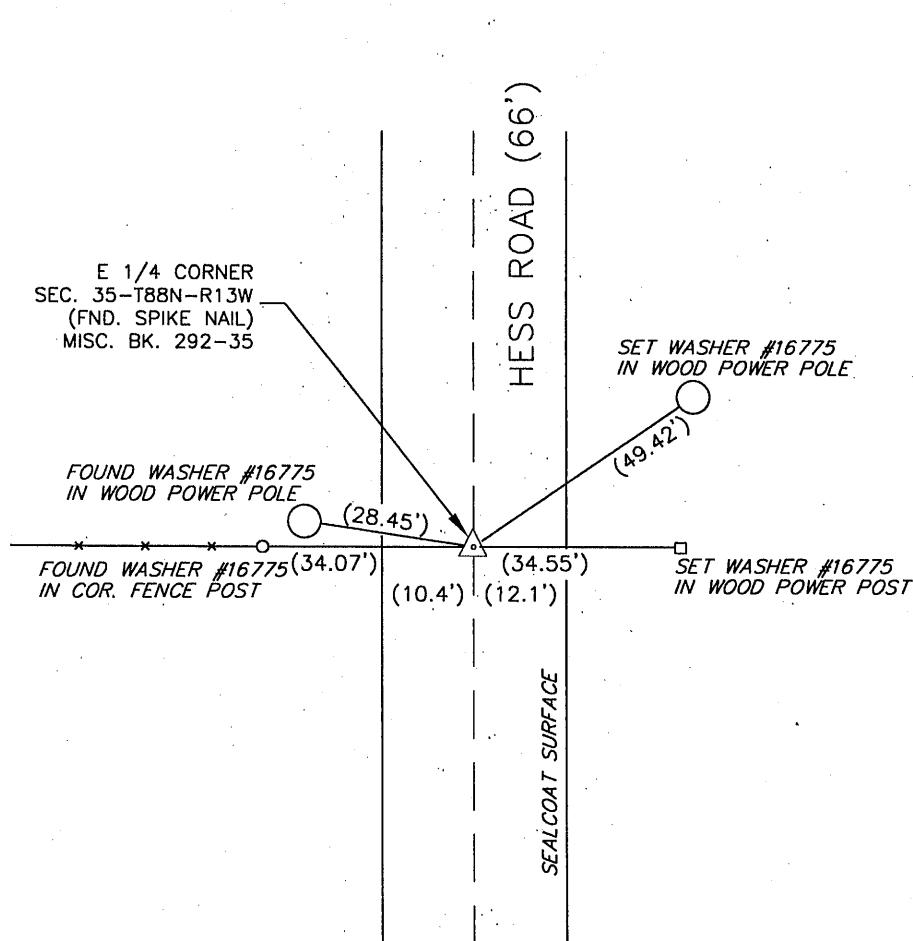 HESS ROAD (66')
E 1/4 CORNER
SEC. 35-T88N-R13W
(FND. SPIKE NAIL)
MISC. BK. 292-35
SET WASHER #16775
IN WOOD POWER POLE
(49.42')
FOUND WASHER #16775
IN WOOD POWER POLE
(28.45')
FOUND WASHER #16775
IN COR. FENCE POST
(34.07')
(34.55')
SET WASHER #16775
IN WOOD POWER POST
(10.4')
(12.1')
SEALCOAT SURFACE